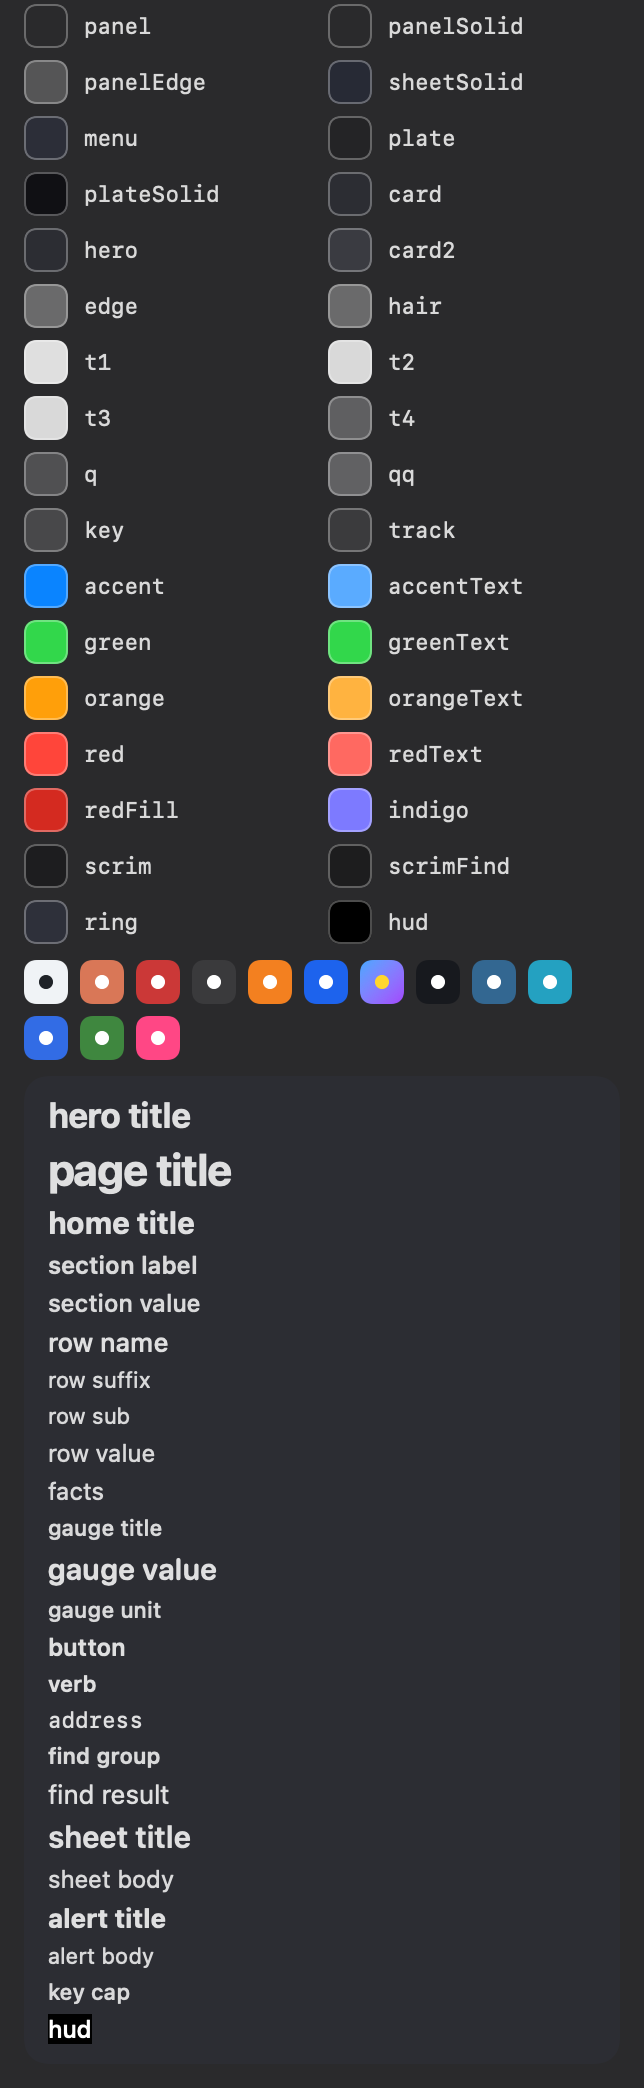 panel panelSolid
panelEdge sheetSolid
menu plate
plateSolid card
hero card2
edge hair
t1 t2
t3 t4
q qq
key track
accent accentText
green greenText
orange orangeText
red redText
redFill indigo
scrim scrimFind
ring hud
hero title
page title
home title
section label
section value
row name
row suffix
row sub
row value
facts
gauge title
gauge value
gauge unit
button
verb
address
find group
find result
sheet title
sheet body
alert title
alert body
key cap
hud